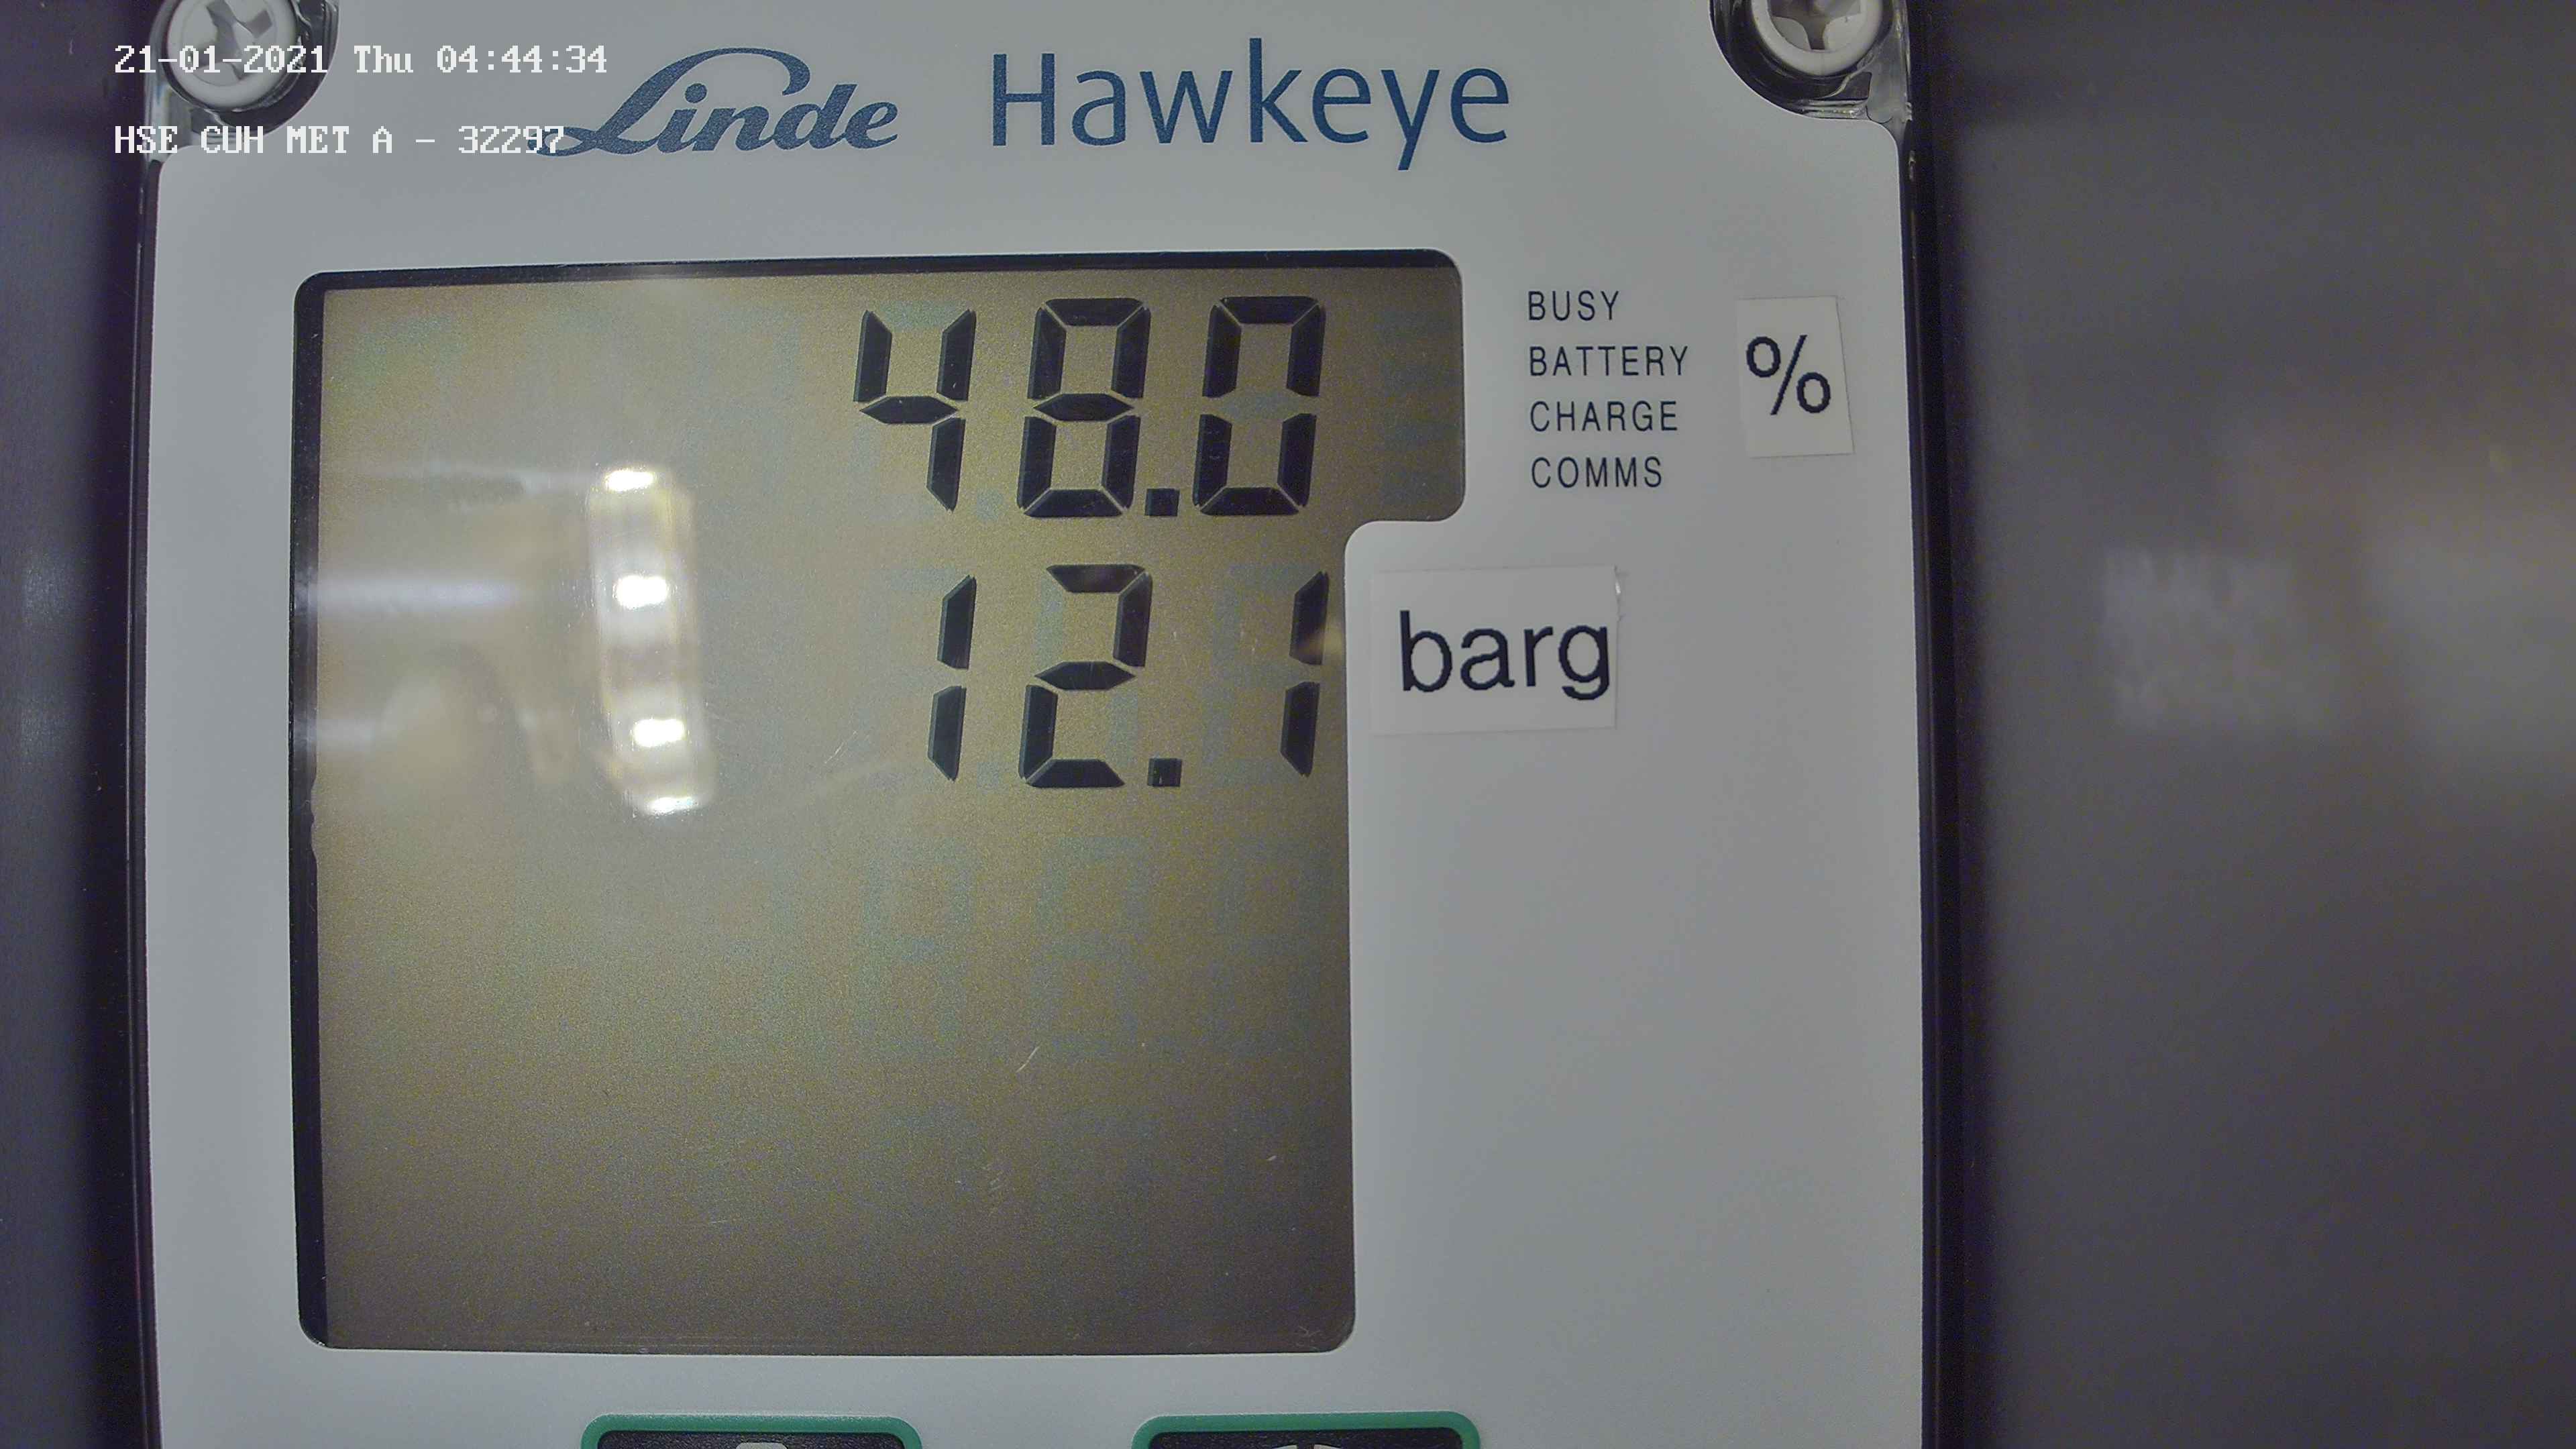 21-01-2021 Thu 04:44:34
HSE CUH MET A - 32297
Linde Hawkeye
48.0
BUSY
BATTERY
CHARGE
COMMS
%
12.1
barg